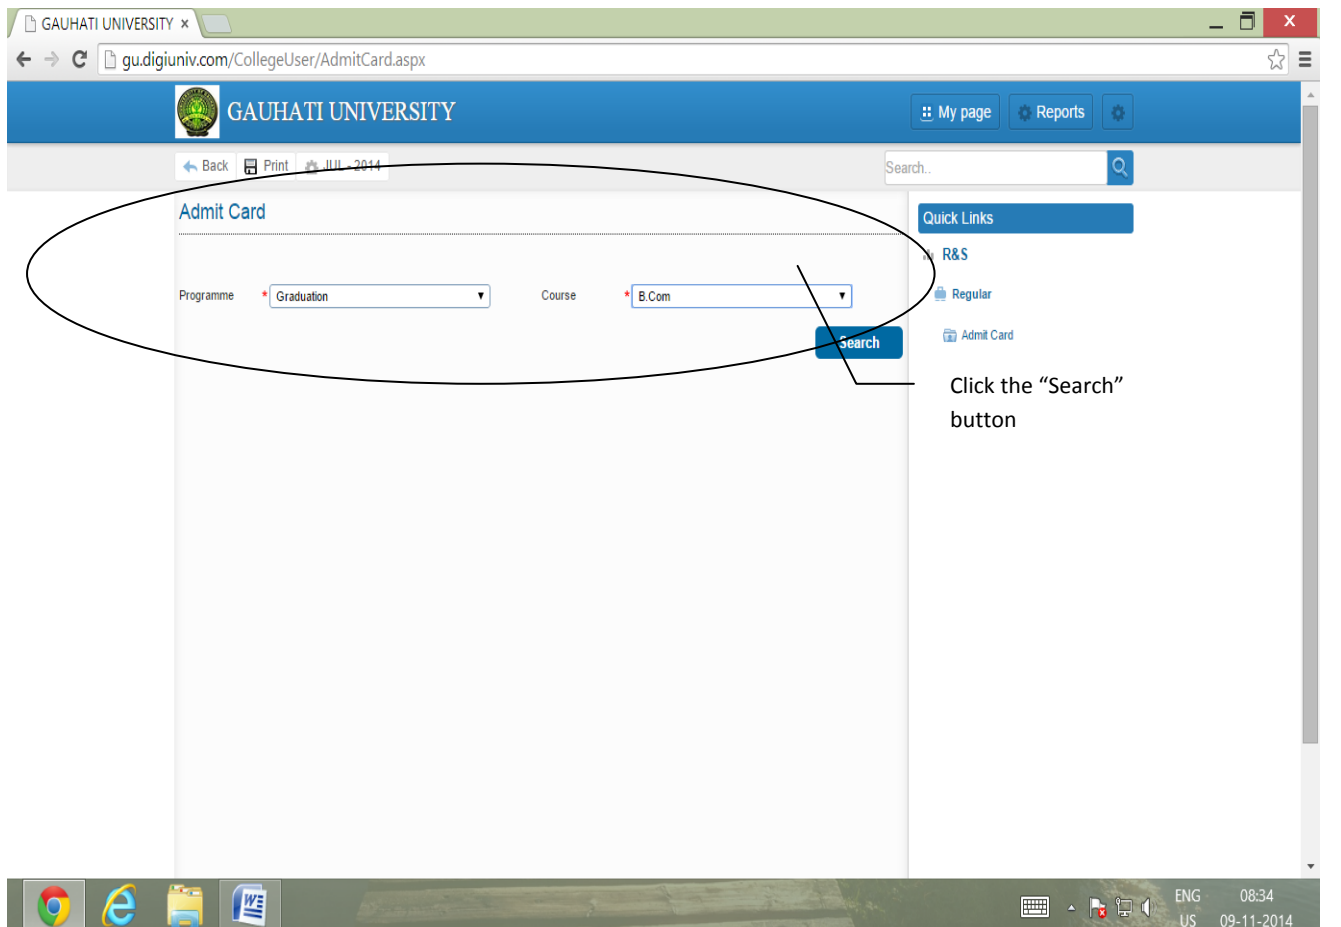 GAUHATI UNIVERSITY ×
gu.digiuniv.com/CollegeUser/AdmitCard.aspx
GAUHATI UNIVERSITY
My page
Reports
Back
Print
JUL - 2014
Search..
Admit Card
Quick Links
R&S
Programme * Graduation
Course * B.Com
Regular
Search
Admit Card
Click the “Search”
button
ENG 08:34
US 09-11-2014